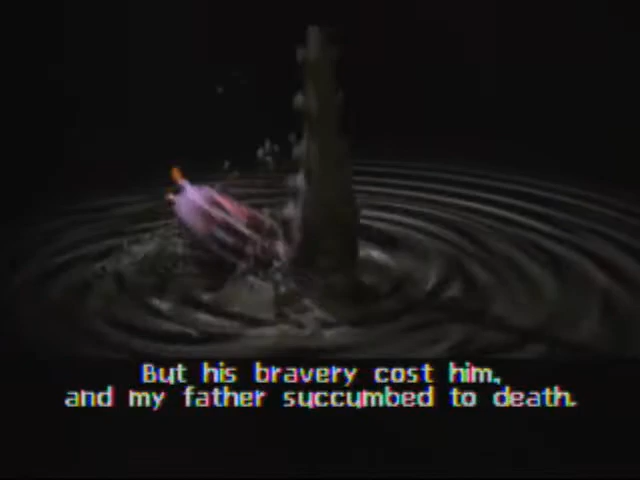 But his bravery cost him,
and my father succumbed to death.